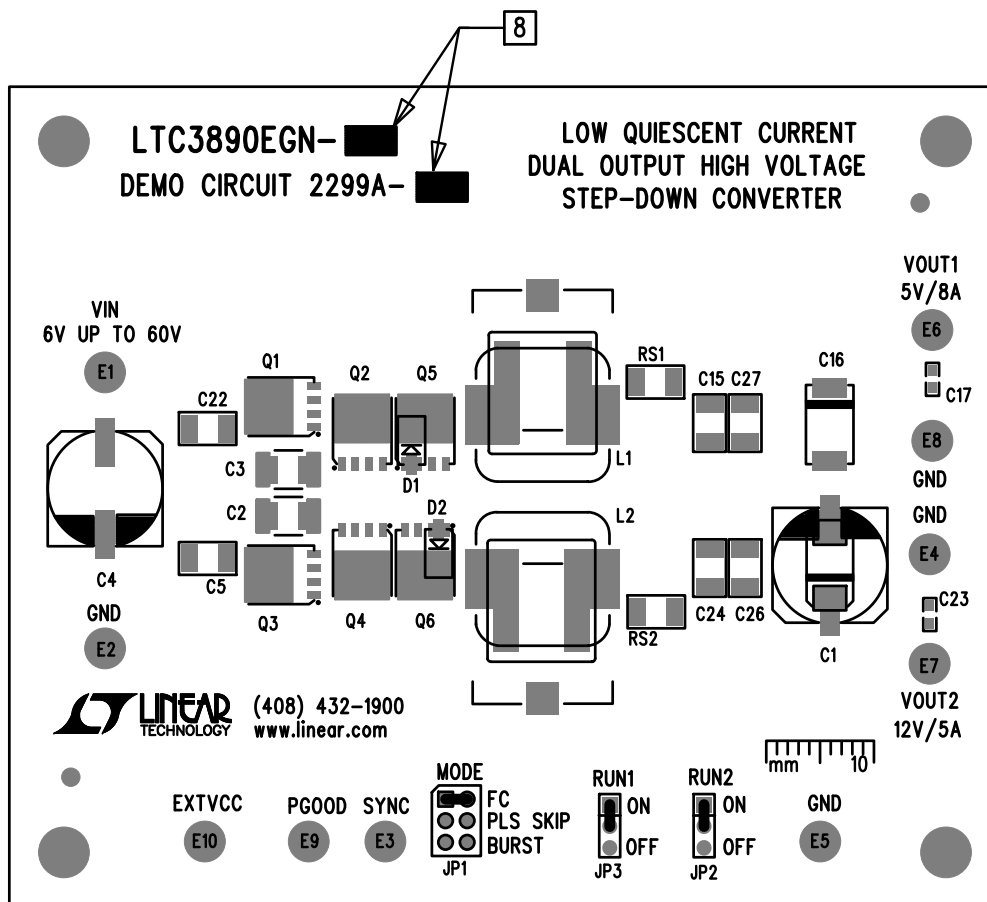 8
LTC3890EGN-
DEMO CIRCUIT 2299A-
LOW QUIESCENT CURRENT
DUAL OUTPUT HIGH VOLTAGE
STEP-DOWN CONVERTER
VOUT1
5V/8A
E6
VIN
6V UP TO 60V
E1
Q1
Q2
Q5
RS1
C15
C27
C16
C17
C22
C3
D1
L1
E8
GND
C2
D2
L2
GND
E4
C4
C5
Q3
Q4
Q6
RS2
C24
C26
C1
C23
GND
E2
E7
VOUT2
12V/5A
LINEAR
TECHNOLOGY
(408) 432-1900
www.linear.com
mm 10
EXTVCC
E10
PGOOD
E9
SYNC
E3
MODE
FC
PLS SKIP
BURST
JP1
RUN1
ON
OFF
JP3
RUN2
ON
OFF
JP2
GND
E5